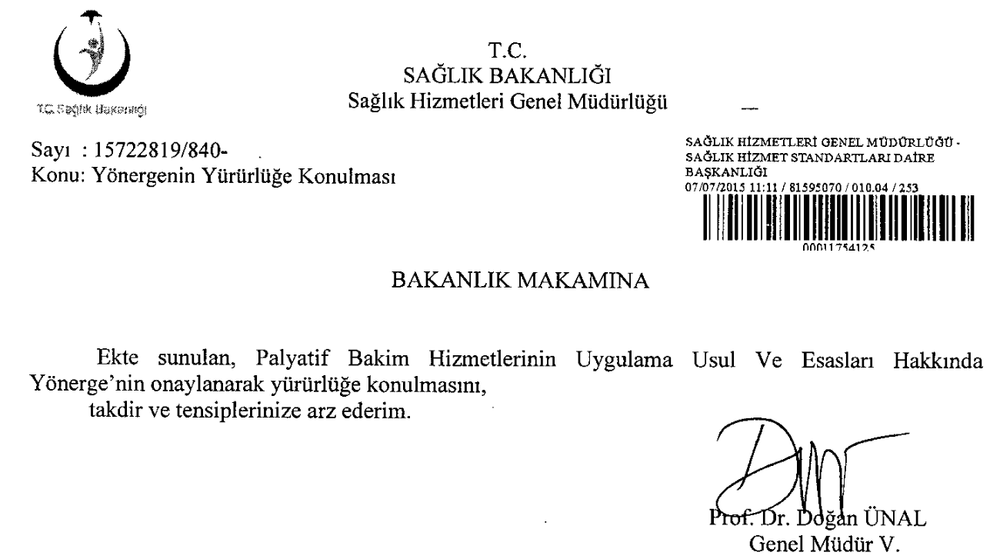 T.C. Sağlık Bakanlığı
T.C.
SAĞLIK BAKANLIĞI
Sağlık Hizmetleri Genel Müdürlüğü
Sayı : 15722819/840-
Konu: Yönergenin Yürürlüğe Konulması
SAĞLIK HİZMETLERİ GENEL MÜDÜRLÜĞÜ -
SAĞLIK HİZMET STANDARTLARI DAİRE
BAŞKANLIĞI
07/07/2015 11:11 / 81595070 / 010.04 / 253
00011754125
BAKANLIK MAKAMINA
Ekte sunulan, Palyatif Bakim Hizmetlerinin Uygulama Usul Ve Esasları Hakkında
Yönerge’nin onaylanarak yürürlüğe konulmasını,
takdir ve tensiplerinize arz ederim.
Prof. Dr. Doğan ÜNAL
Genel Müdür V.